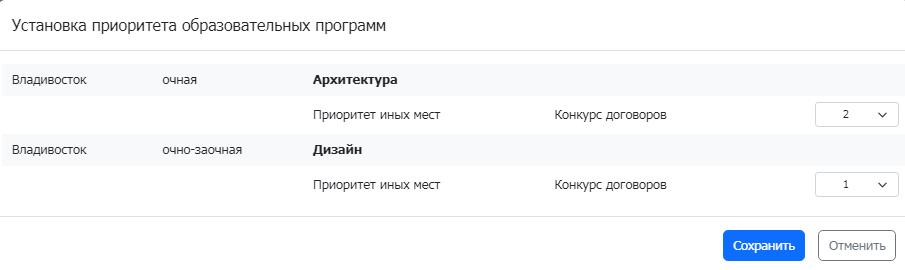 Установка приоритета образовательных программ
Владивосток очная Архитектура
Приоритет иных мест Конкурс договоров 2
Владивосток очно-заочная Дизайн
Приоритет иных мест Конкурс договоров 1
Сохранить Отменить